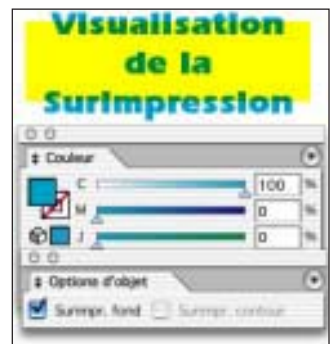 Visualisation
de la
Surimpression
Couleur
C 100 %
M 0 %
J 0 %
Options d'objet
Surimpr. fond Surimpr. contour